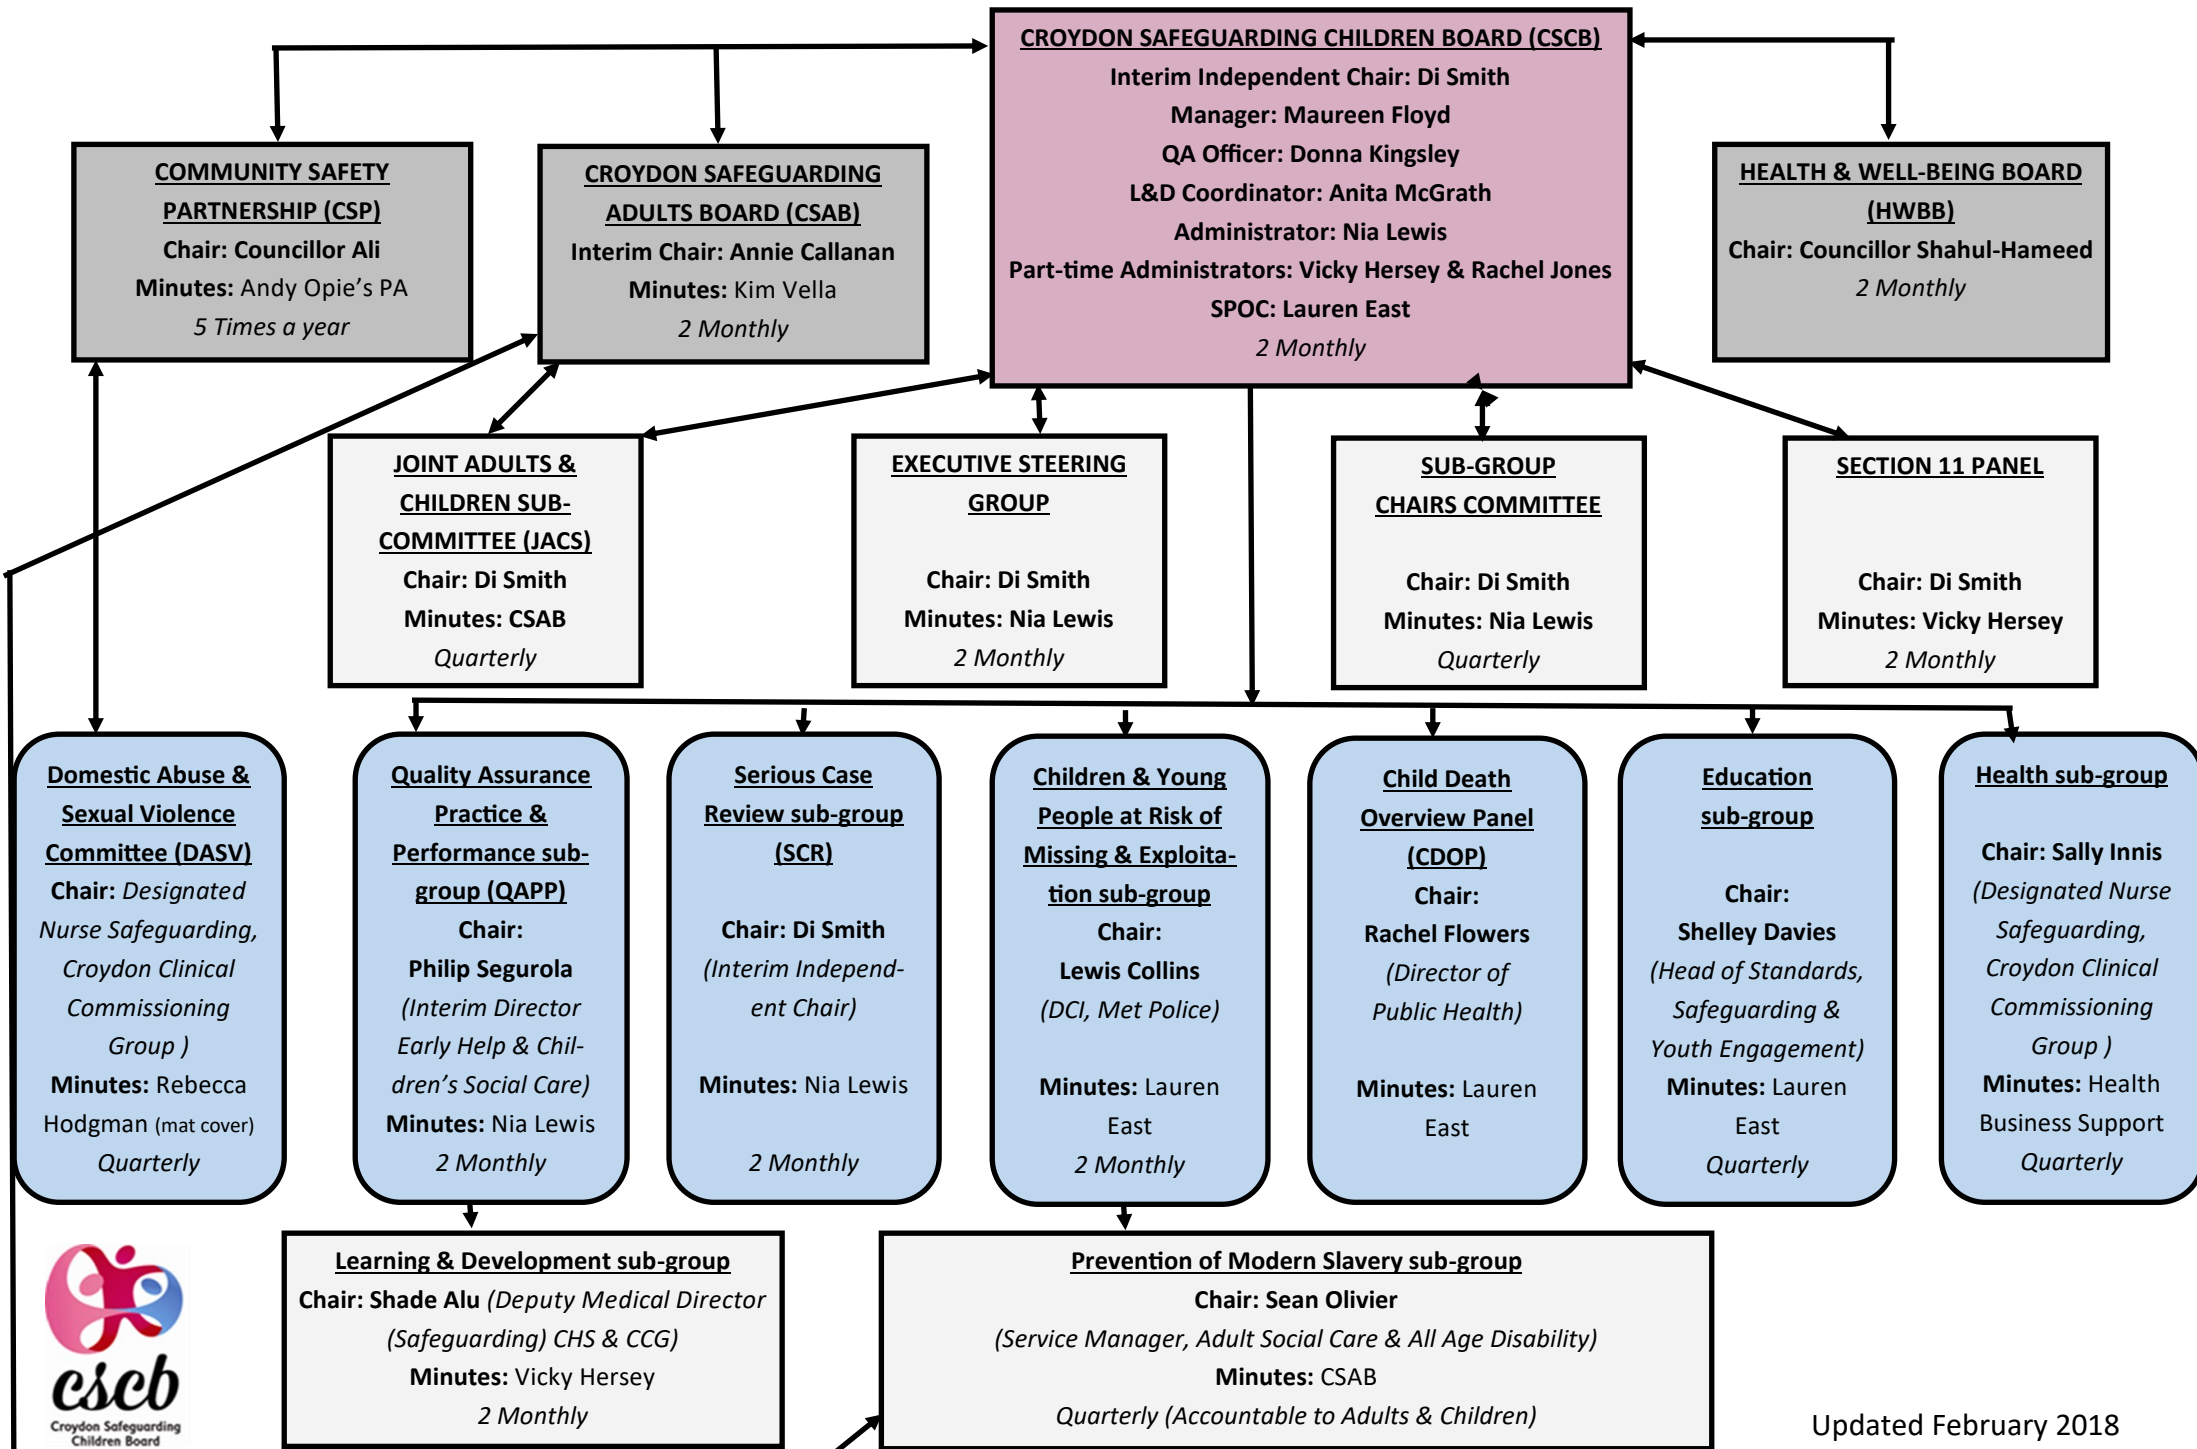 CROYDON SAFEGUARDING CHILDREN BOARD (CSCB)
Interim Independent Chair: Di Smith
Manager: Maureen Floyd
QA Officer: Donna Kingsley
L&D Coordinator: Anita McGrath
Administrator: Nia Lewis
Part-time Administrators: Vicky Hersey & Rachel Jones
SPOC: Lauren East
2 Monthly
COMMUNITY SAFETY
PARTNERSHIP (CSP)
Chair: Councillor Ali
Minutes: Andy Opie’s PA
5 Times a year
CROYDON SAFEGUARDING
ADULTS BOARD (CSAB)
Interim Chair: Annie Callanan
Minutes: Kim Vella
2 Monthly
HEALTH & WELL-BEING BOARD
(HWBB)
Chair: Councillor Shahul-Hameed
2 Monthly
JOINT ADULTS &
CHILDREN SUB-
COMMITTEE (JACS)
Chair: Di Smith
Minutes: CSAB
Quarterly
EXECUTIVE STEERING
GROUP
Chair: Di Smith
Minutes: Nia Lewis
2 Monthly
SUB-GROUP
CHAIRS COMMITTEE
Chair: Di Smith
Minutes: Nia Lewis
Quarterly
SECTION 11 PANEL
Chair: Di Smith
Minutes: Vicky Hersey
2 Monthly
Domestic Abuse &
Sexual Violence
Committee (DASV)
Chair: Designated
Nurse Safeguarding,
Croydon Clinical
Commissioning
Group )
Minutes: Rebecca
Hodgman (mat cover)
Quarterly
Quality Assurance
Practice &
Performance sub-
group (QAPP)
Chair:
Philip Segurola
(Interim Director
Early Help & Chil-
dren’s Social Care)
Minutes: Nia Lewis
2 Monthly
Serious Case
Review sub-group
(SCR)
Chair: Di Smith
(Interim Independ-
ent Chair)
Minutes: Nia Lewis
2 Monthly
Children & Young
People at Risk of
Missing & Exploita-
tion sub-group
Chair:
Lewis Collins
(DCI, Met Police)
Minutes: Lauren
East
2 Monthly
Child Death
Overview Panel
(CDOP)
Chair:
Rachel Flowers
(Director of
Public Health)
Minutes: Lauren
East
Education
sub-group
Chair:
Shelley Davies
(Head of Standards,
Safeguarding &
Youth Engagement)
Minutes: Lauren
East
Quarterly
Health sub-group
Chair: Sally Innis
(Designated Nurse
Safeguarding,
Croydon Clinical
Commissioning
Group )
Minutes: Health
Business Support
Quarterly
cscb
Croydon Safeguarding
Children Board
Learning & Development sub-group
Chair: Shade Alu (Deputy Medical Director
(Safeguarding) CHS & CCG)
Minutes: Vicky Hersey
2 Monthly
Prevention of Modern Slavery sub-group
Chair: Sean Olivier
(Service Manager, Adult Social Care & All Age Disability)
Minutes: CSAB
Quarterly (Accountable to Adults & Children)
Updated February 2018